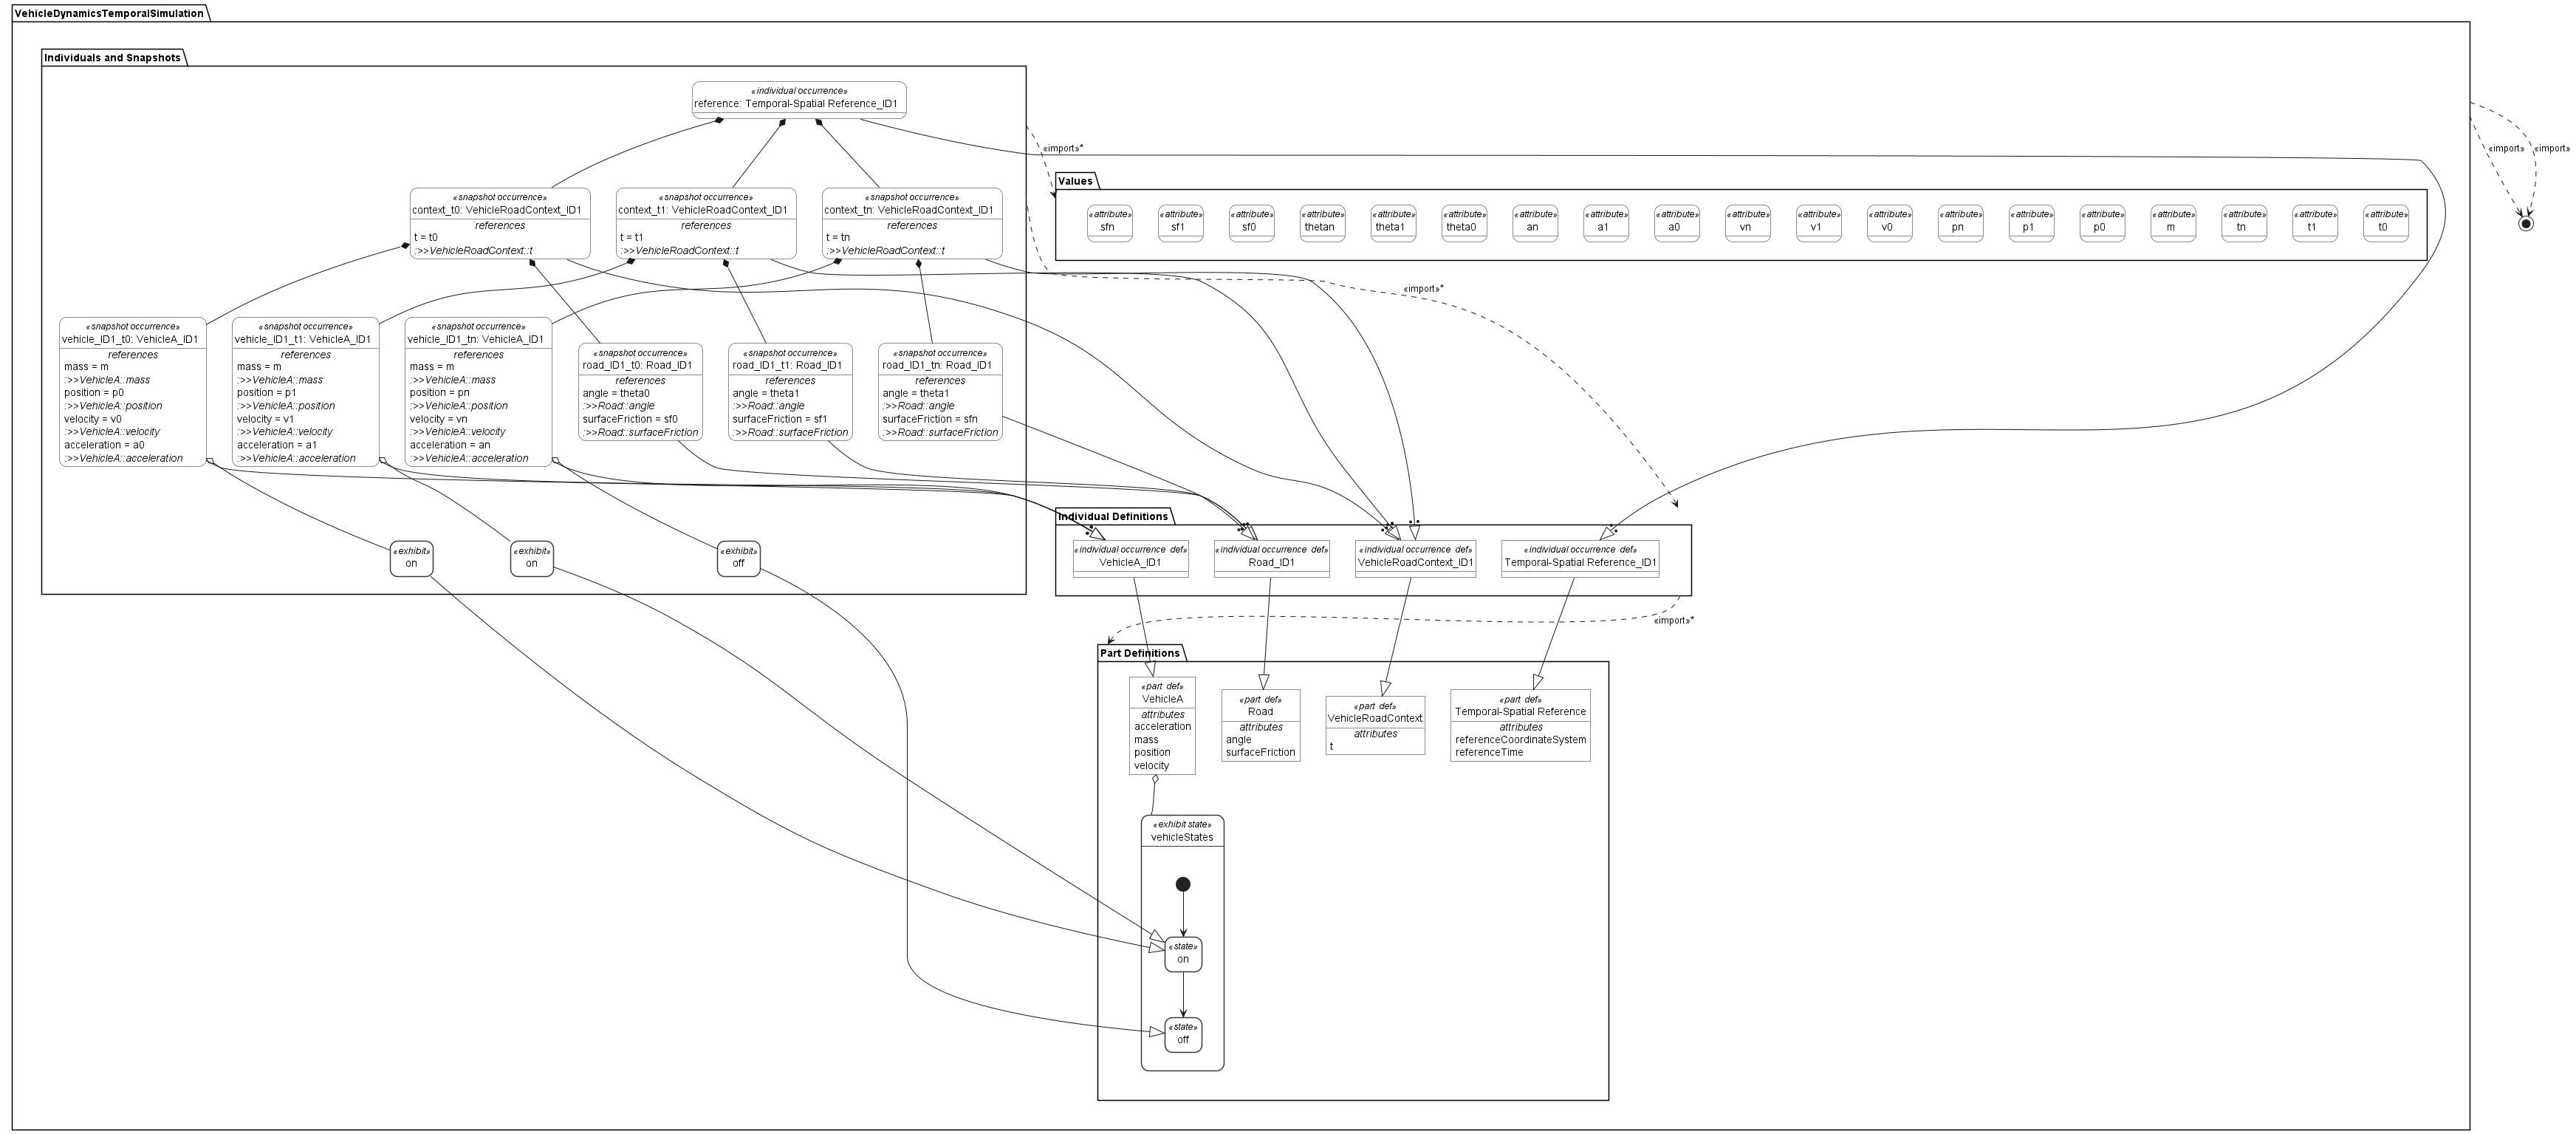 VehicleDynamicsTemporalSimulation
Individuals and Snapshots
«individual occurrence»
reference: Temporal-Spatial Reference_ID1
«import»*
«import»
«import»
Values
«snapshot occurrence»
context_t0: VehicleRoadContext_ID1
references
t = t0
:>>VehicleRoadContext::t
«snapshot occurrence»
context_t1: VehicleRoadContext_ID1
references
t = t1
:>>VehicleRoadContext::t
«snapshot occurrence»
context_tn: VehicleRoadContext_ID1
references
t = tn
:>>VehicleRoadContext::t
«attribute»
sfn
«attribute»
sf1
«attribute»
sf0
«attribute»
thetan
«attribute»
theta1
«attribute»
theta0
«attribute»
an
«attribute»
a1
«attribute»
a0
«attribute»
vn
«attribute»
v1
«attribute»
v0
«attribute»
pn
«attribute»
p1
«attribute»
p0
«attribute»
m
«attribute»
tn
«attribute»
t1
«attribute»
t0
«import»*
«snapshot occurrence»
vehicle_ID1_t0: VehicleA_ID1
references
mass = m
:>>VehicleA::mass
position = p0
:>>VehicleA::position
velocity = v0
:>>VehicleA::velocity
acceleration = a0
:>>VehicleA::acceleration
«snapshot occurrence»
vehicle_ID1_t1: VehicleA_ID1
references
mass = m
:>>VehicleA::mass
position = p1
:>>VehicleA::position
velocity = v1
:>>VehicleA::velocity
acceleration = a1
:>>VehicleA::acceleration
«snapshot occurrence»
vehicle_ID1_tn: VehicleA_ID1
references
mass = m
:>>VehicleA::mass
position = pn
:>>VehicleA::position
velocity = vn
:>>VehicleA::velocity
acceleration = an
:>>VehicleA::acceleration
«snapshot occurrence»
road_ID1_t0: Road_ID1
references
angle = theta0
:>>Road::angle
surfaceFriction = sf0
:>>Road::surfaceFriction
«snapshot occurrence»
road_ID1_t1: Road_ID1
references
angle = theta1
:>>Road::angle
surfaceFriction = sf1
:>>Road::surfaceFriction
«snapshot occurrence»
road_ID1_tn: Road_ID1
references
angle = theta1
:>>Road::angle
surfaceFriction = sfn
:>>Road::surfaceFriction
«exhibit»
on
«exhibit»
on
«exhibit»
off
Individual Definitions
«individual occurrence def»
VehicleA_ID1
«individual occurrence def»
Road_ID1
«individual occurrence def»
VehicleRoadContext_ID1
«individual occurrence def»
Temporal-Spatial Reference_ID1
«import»*
Part Definitions
«part def»
VehicleA
attributes
acceleration
mass
position
velocity
«part def»
Road
attributes
angle
surfaceFriction
«part def»
VehicleRoadContext
attributes
t
«part def»
Temporal-Spatial Reference
attributes
referenceCoordinateSystem
referenceTime
«exhibit state»
vehicleStates
«state»
on
«state»
off